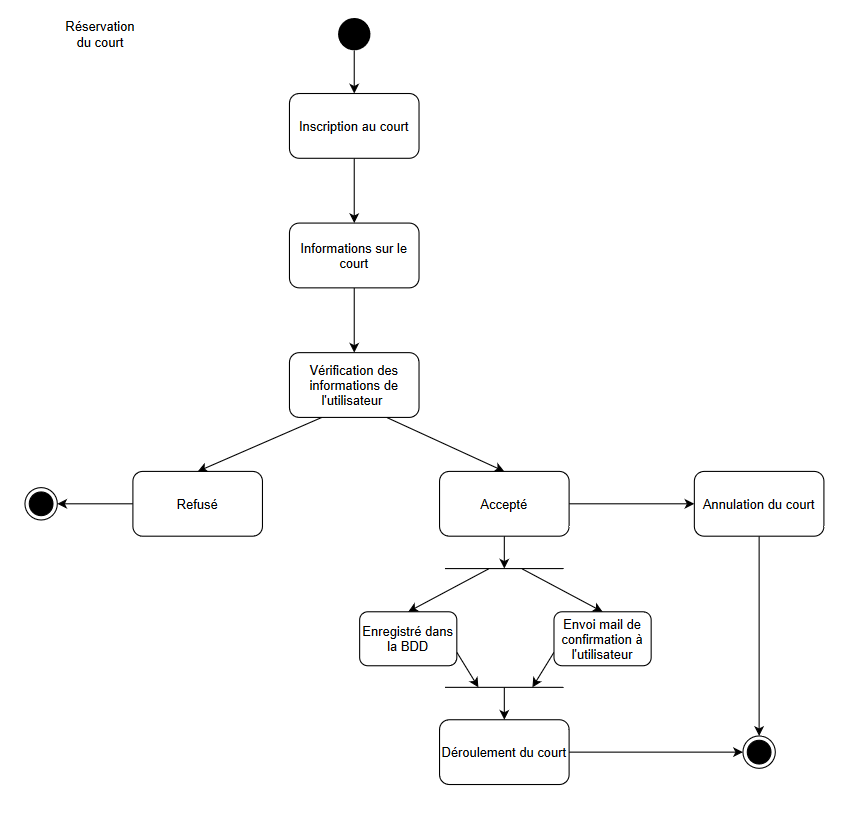 Réservation
du court
Inscription au court
Informations sur le
court
Vérification des
informations de
l'utilisateur
Refusé
Accepté
Annulation du court
Enregistré dans
la BDD
Envoi mail de
confirmation à
l'utilisateur
Déroulement du court